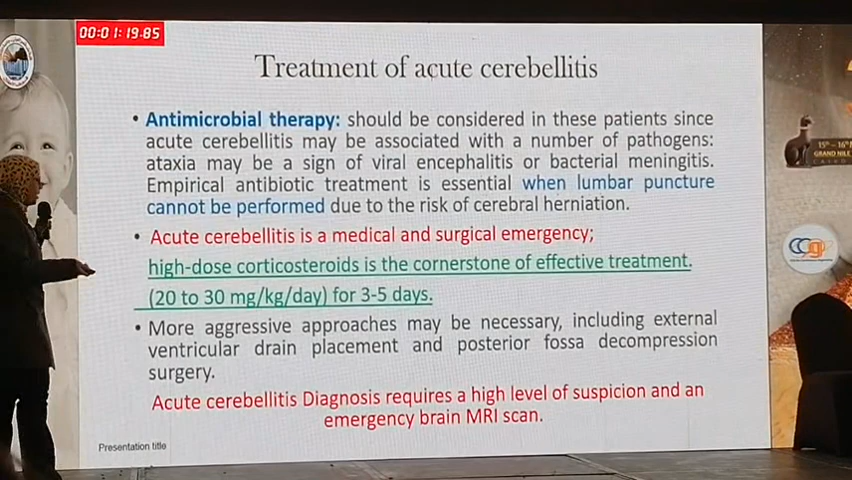 00:01:19.85
Treatment of acute cerebellitis
• Antimicrobial therapy: should be considered in these patients since
acute cerebellitis may be associated with a number of pathogens:
ataxia may be a sign of viral encephalitis or bacterial meningitis.
Empirical antibiotic treatment is essential when lumbar puncture
cannot be performed due to the risk of cerebral herniation.
• Acute cerebellitis is a medical and surgical emergency;
high-dose corticosteroids is the cornerstone of effective treatment.
(20 to 30 mg/kg/day) for 3-5 days.
• More aggressive approaches may be necessary, including external
ventricular drain placement and posterior fossa decompression
surgery.
Acute cerebellitis Diagnosis requires a high level of suspicion and an
emergency brain MRI scan.
Presentation title
15th - 16th
GRAND NILE
CAIRO